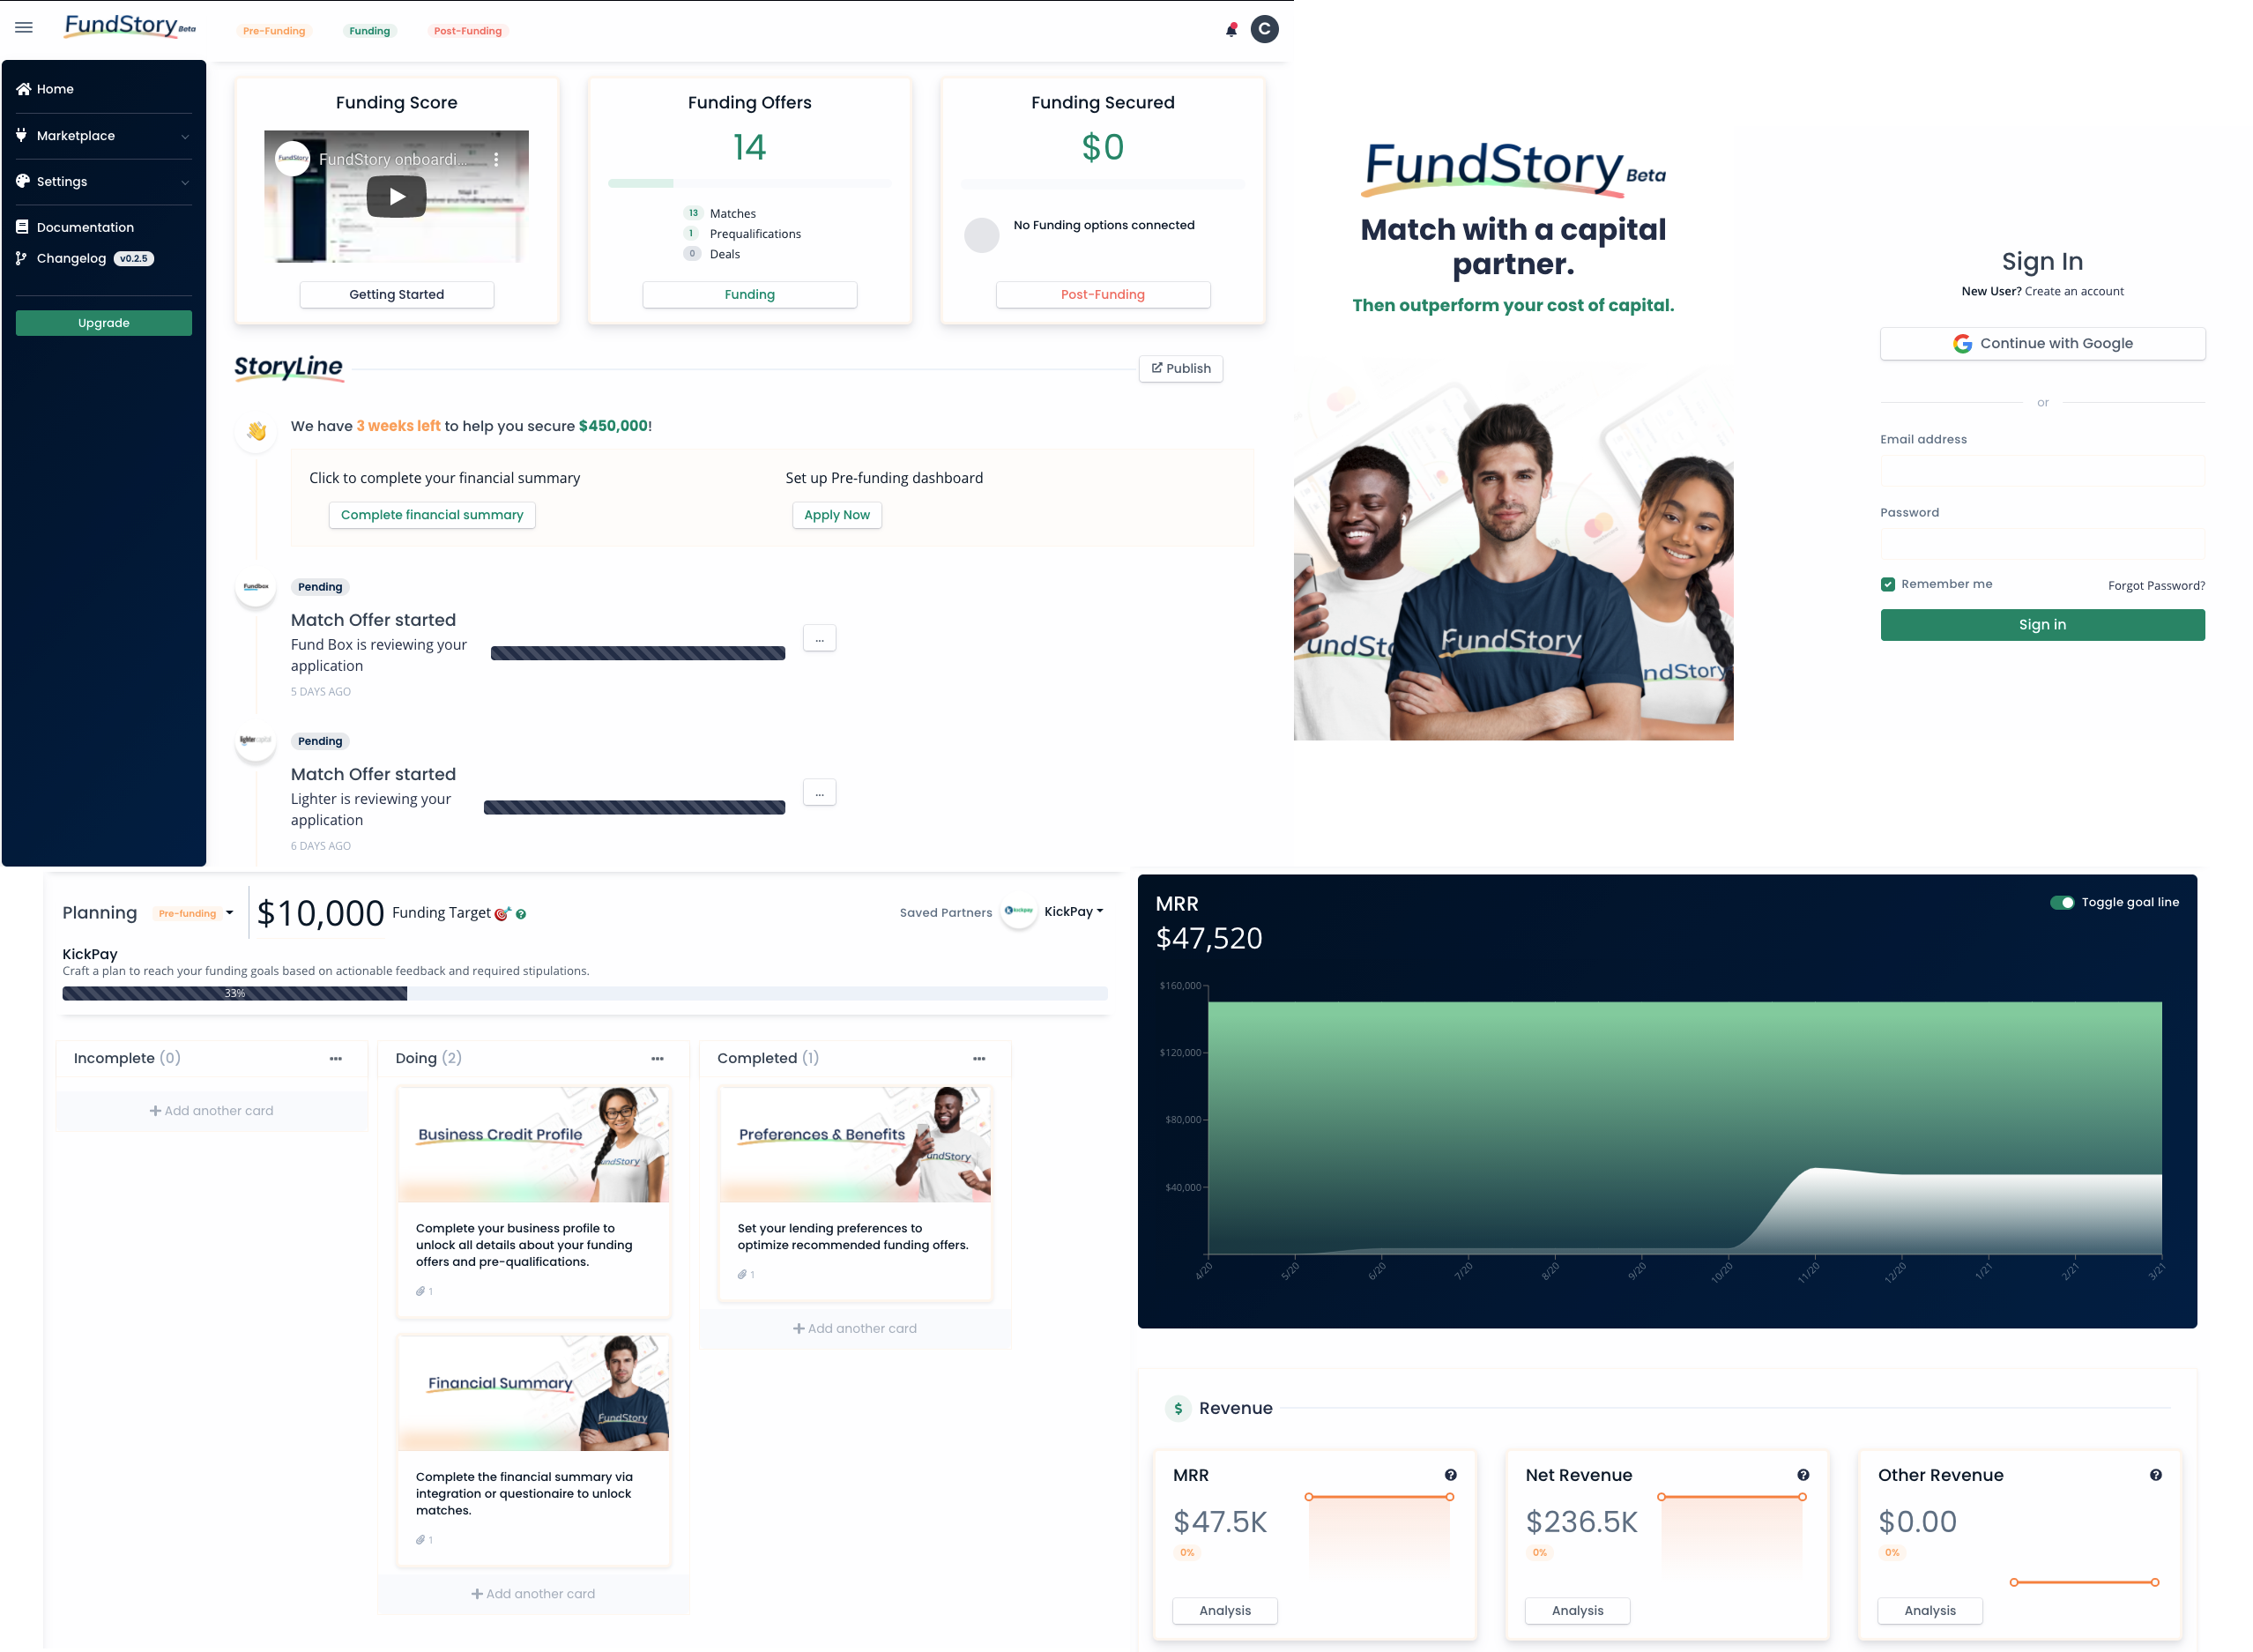 FundStory Beta
Pre-Funding
Funding
Post-Funding
C
Home
Marketplace
Settings
Documentation
Changelog v0.2.5
Upgrade
Funding Score
FundStory
FundStory onboardi...
Getting Started
Funding Offers
14
13 Matches
1 Prequalifications
0 Deals
Funding
Funding Secured
$0
No Funding options connected
Post-Funding
StoryLine
Publish
We have 3 weeks left to help you secure $450,000!
Click to complete your financial summary
Complete financial summary
Set up Pre-funding dashboard
Apply Now
Fundbox
Pending
Match Offer started
Fund Box is reviewing your
application
5 DAYS AGO
...
lightercapital
Pending
Match Offer started
Lighter is reviewing your
application
6 DAYS AGO
...
FundStory Beta
Match with a capital
partner.
Then outperform your cost of capital.
undSto
FundStory
ndStory
Sign In
New User? Create an account
Continue with Google
or
Email address
Password
Remember me
Forgot Password?
Sign in
Planning
Pre-funding
$10,000 Funding Target
Saved Partners
kickpay
KickPay
KickPay
Craft a plan to reach your funding goals based on actionable feedback and required stipulations.
33%
Incomplete (0)
+ Add another card
Doing (2)
Business Credit Profile
undStory
Complete your business profile to
unlock all details about your funding
offers and pre-qualifications.
1
Financial Summary
FundStory
Complete the financial summary via
integration or questionaire to unlock
matches.
1
+ Add another card
Completed (1)
Preferences & Benefits
undStory
Set your lending preferences to
optimize recommended funding offers.
1
+ Add another card
MRR
$47,520
Toggle goal line
$160,000
$120,000
$80,000
$40,000
4/20
5/20
6/20
7/20
8/20
9/20
10/20
11/20
12/20
1/21
2/21
3/21
$ Revenue
MRR
$47.5K
0%
Analysis
Net Revenue
$236.5K
0%
Analysis
Other Revenue
$0.00
0%
Analysis